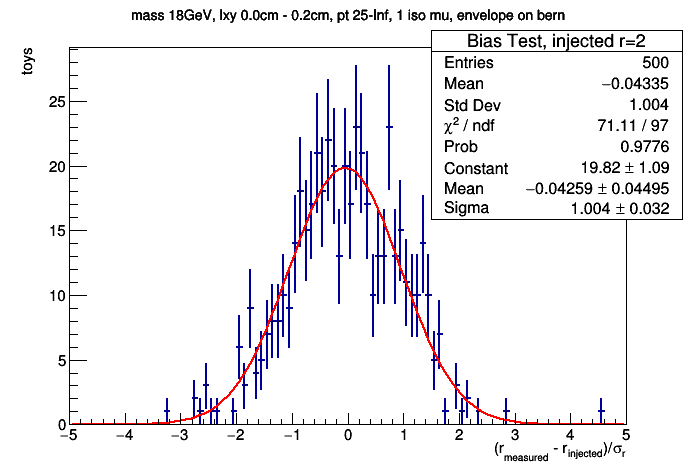 mass 18GeV, lxy 0.0cm - 0.2cm, pt 25-Inf, 1 iso mu, envelope on bern
toys
Bias Test, injected r=2
Entries 500
Mean −0.04335
Std Dev 1.004
χ² / ndf 71.11 / 97
Prob 0.9776
Constant 19.82 ± 1.09
Mean −0.04259 ± 0.04495
Sigma 1.004 ± 0.032
25
20
15
10
5
0
−5 −4 −3 −2 −1 0 1 2 3 4 5
(r_measured - r_injected)/σ_r